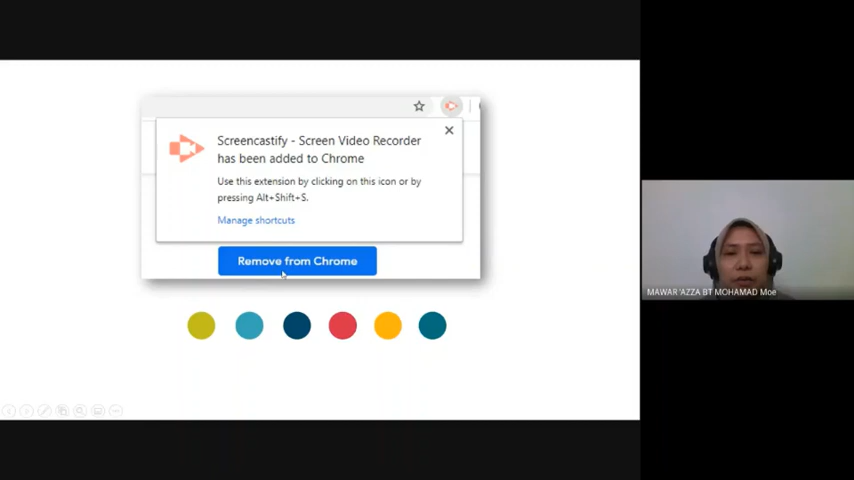 Screencastify - Screen Video Recorder
has been added to Chrome
Use this extension by clicking on this icon or by
pressing Alt+Shift+S.
Manage shortcuts
Remove from Chrome
MAWAR 'AZZA BT MOHAMAD Moe